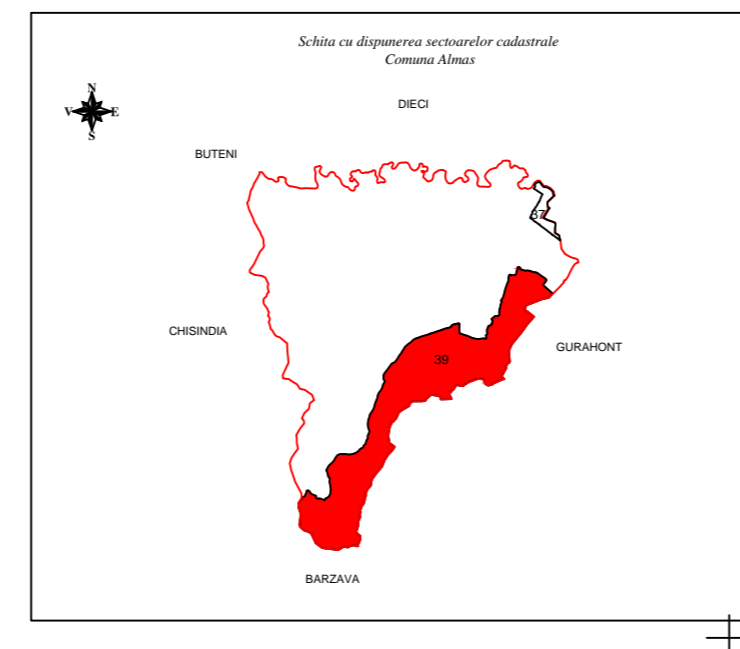 Schita cu dispunerea sectoarelor cadastrale
Comuna Almas
N
V E
S
DIECI
BUTENI
37
CHISINDIA
GURAHONT
39
BARZAVA